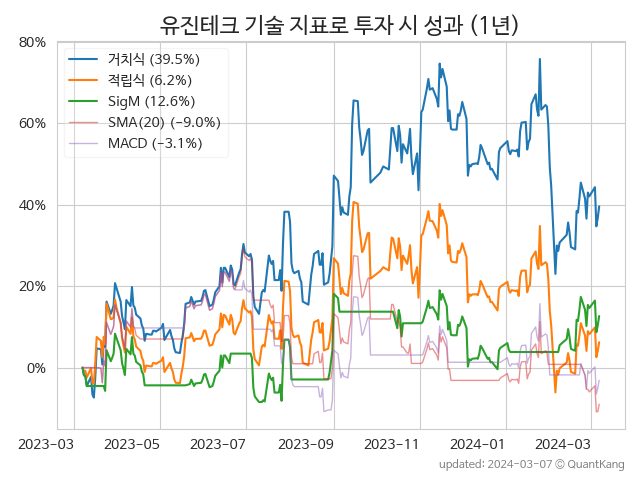 유진테크 기술 지표로 투자 시 성과 (1년)
80%
60%
40%
20%
0%
거치식 (39.5%)
적립식 (6.2%)
SigM (12.6%)
SMA(20) (−9.0%)
MACD (−3.1%)
2023-03 2023-05 2023-07 2023-09 2023-11 2024-01 2024-03
updated: 2024-03-07 © QuantKang